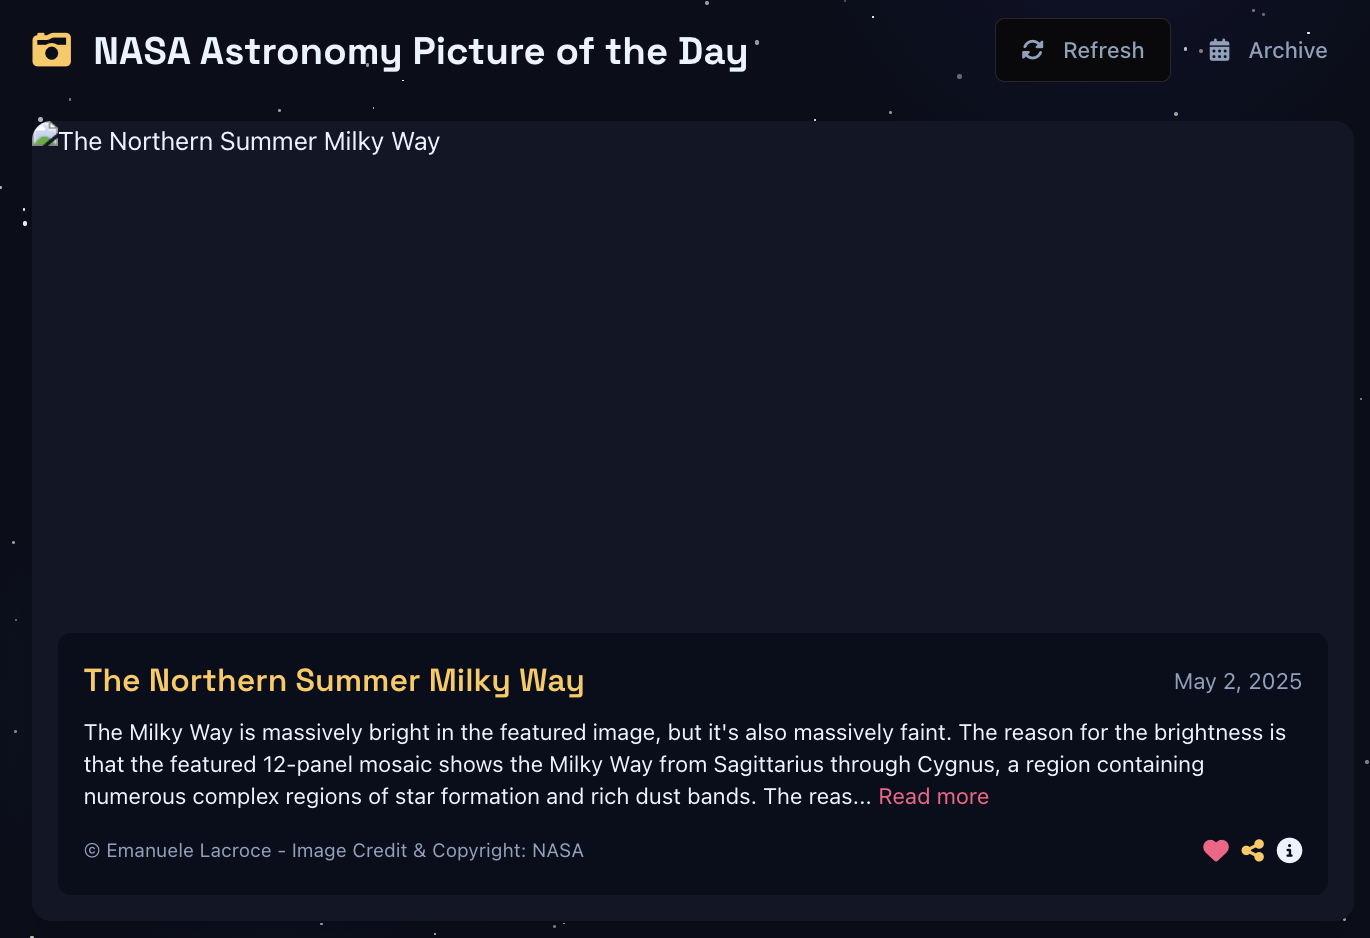 NASA Astronomy Picture of the Day
Refresh
Archive
The Northern Summer Milky Way
The Northern Summer Milky Way
May 2, 2025
The Milky Way is massively bright in the featured image, but it's also massively faint. The reason for the brightness is
that the featured 12-panel mosaic shows the Milky Way from Sagittarius through Cygnus, a region containing
numerous complex regions of star formation and rich dust bands. The reas... Read more
© Emanuele Lacroce - Image Credit & Copyright: NASA